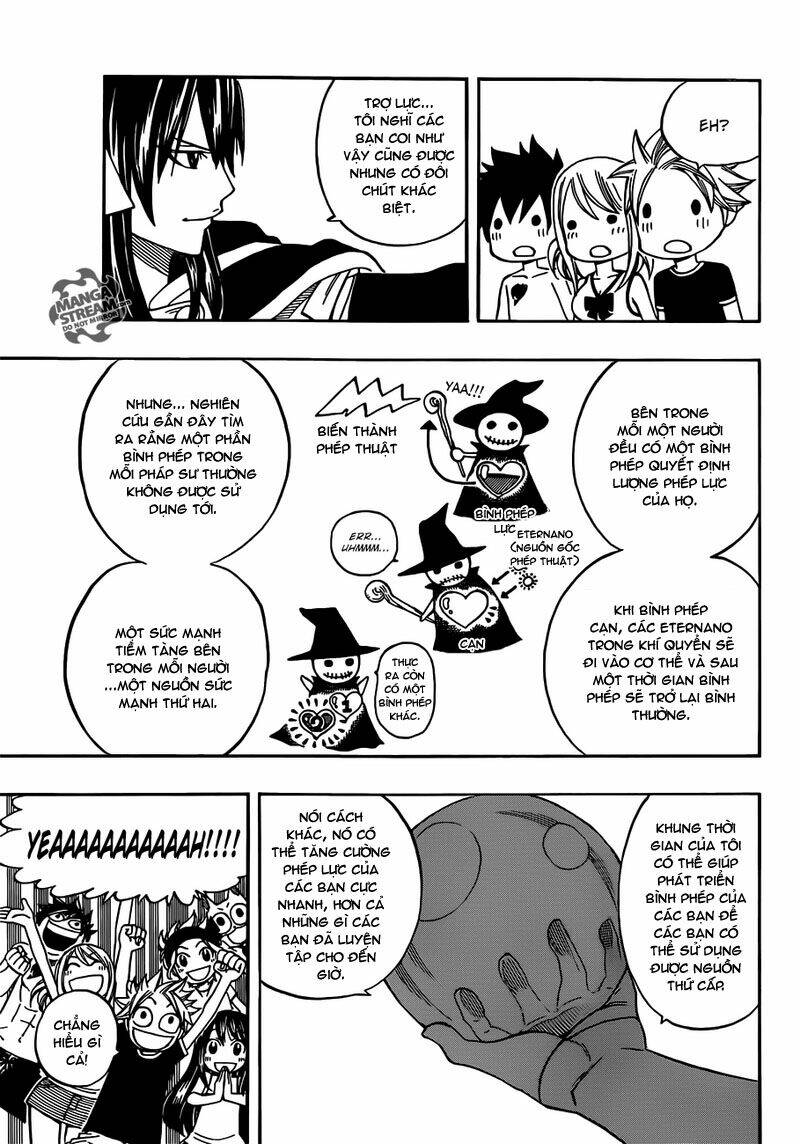 EH?
TRỢ LỰC...
TÔI NGHĨ CÁC
BẠN COI NHƯ
VẬY CŨNG ĐƯỢC
NHƯNG CÓ ĐÔI
CHÚT KHÁC
BIỆT.
MANGA
STREAM.com
DO NOT MIRROR
BÊN TRONG
MỖI MỘT NGƯỜI
ĐỀU CÓ MỘT BÌNH
PHÉP QUYẾT ĐỊNH
LƯỢNG PHÉP LỰC
CỦA HỌ.
YAA!!!
BIẾN THÀNH
PHÉP THUẬT
BÌNH PHÉP
LỰC
KHI BÌNH PHÉP
CẠN, CÁC ETERNANO
TRONG KHÍ QUYỂN SẼ
ĐI VÀO CƠ THỂ VÀ SAU
MỘT THỜI GIAN BÌNH
PHÉP SẼ TRỞ LẠI BÌNH
THƯỜNG.
ERR...
UHMMM...
ETERNANO
(NGUỒN GỐC
PHÉP THUẬT)
CẠN
NHƯNG... NGHIÊN
CỨU GẦN ĐÂY TÌM
RA RẰNG MỘT PHẦN
BÌNH PHÉP TRONG
MỖI PHÁP SƯ THƯỜNG
KHÔNG ĐƯỢC SỬ
DỤNG TỚI.
THỰC
RA CÒN
CÓ MỘT
BÌNH PHÉP
KHÁC.
2
1
MỘT SỨC MẠNH
TIỀM TÀNG BÊN
TRONG MỖI NGƯỜI
...MỘT NGUỒN SỨC
MẠNH THỨ HAI.
KHUNG THỜI
GIAN CỦA TÔI
CÓ THỂ GIÚP
PHÁT TRIỂN
BÌNH PHÉP CỦA
CÁC BẠN ĐỂ
CÁC BẠN CÓ
THỂ SỬ DỤNG
ĐƯỢC NGUỒN
THỨ CẤP.
NÓI CÁCH
KHÁC, NÓ CÓ
THỂ TĂNG CƯỜNG
PHÉP LỰC CỦA
CÁC BẠN CỰC
NHANH, HƠN CẢ
NHỮNG GÌ CÁC
BẠN ĐÃ LUYỆN
TẬP CHO ĐẾN
GIỜ.
YEAAAAAAAAAAAH!!!!
CHẲNG
HIỂU GÌ
CẢ!